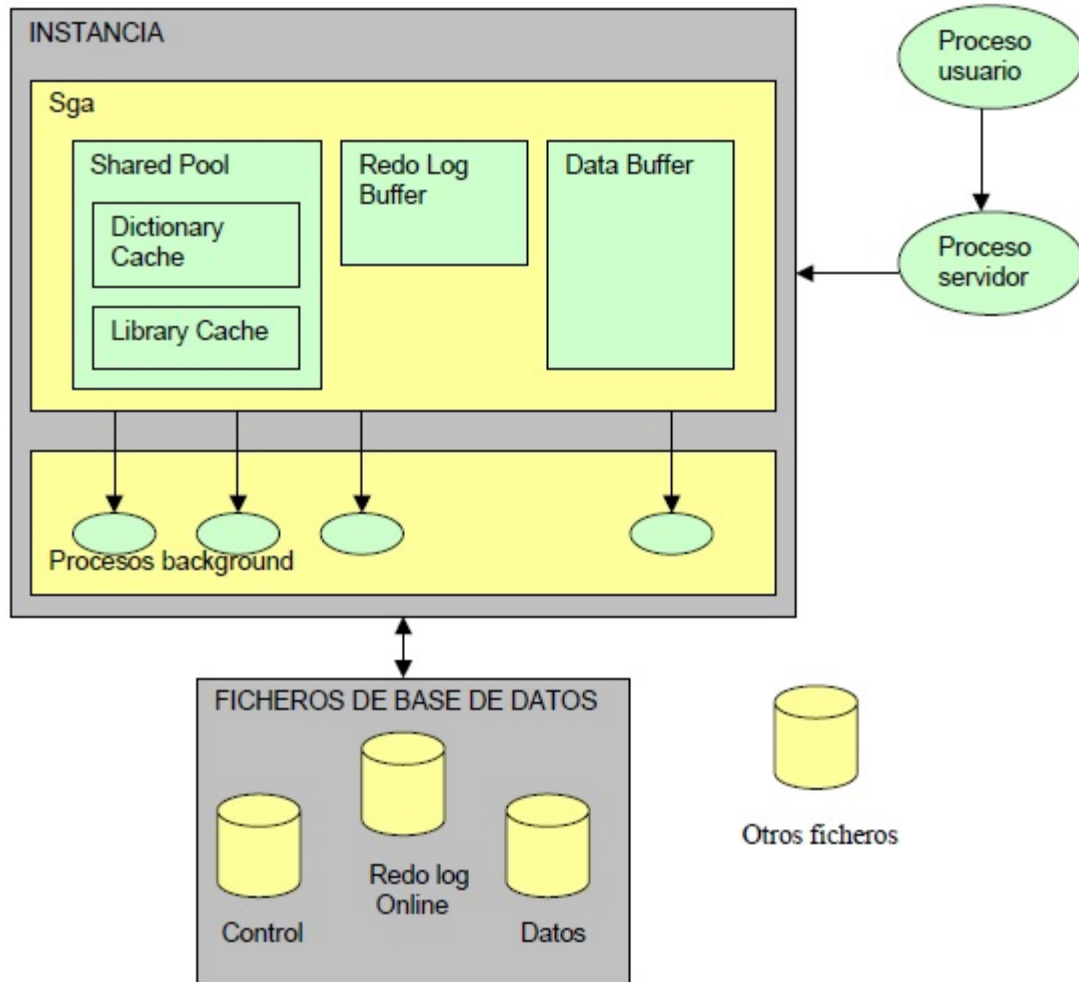 INSTANCIA
Sga
Shared Pool
Dictionary
Cache
Library Cache
Redo Log
Buffer
Data Buffer
Proceso
usuario
Proceso
servidor
Procesos background
FICHEROS DE BASE DE DATOS
Control
Redo log
Online
Datos
Otros ficheros